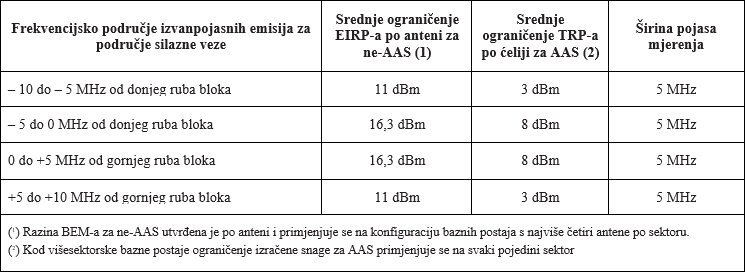 Frekvencijsko područje izvanpojasnih emisija za područje silazne veze
Srednje ograničenje EIRP-a po anteni za ne-AAS (1)
Srednje ograničenje TRP-a po ćeliji za AAS (2)
Širina pojasa mjerenja
– 10 do – 5 MHz od donjeg ruba bloka 11 dBm 3 dBm 5 MHz
– 5 do 0 MHz od donjeg ruba bloka 16,3 dBm 8 dBm 5 MHz
0 do +5 MHz od gornjeg ruba bloka 16,3 dBm 8 dBm 5 MHz
+5 do +10 MHz od gornjeg ruba bloka 11 dBm 3 dBm 5 MHz
(¹) Razina BEM-a za ne-AAS utvrđena je po anteni i primjenjuje se na konfiguraciju baznih postaja s najviše četiri antene po sektoru.
(²) Kod višesektorske bazne postaje ograničenje izračene snage za AAS primjenjuje se na svaki pojedini sektor